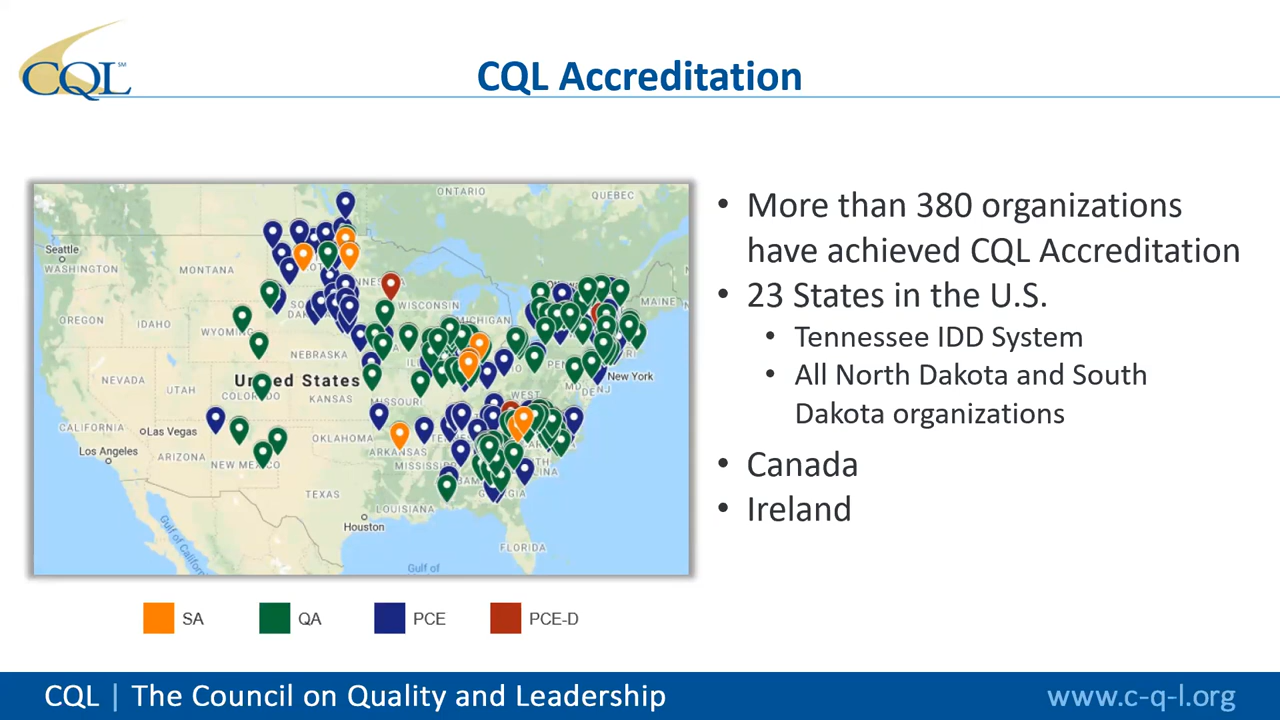 CQL SM
CQL Accreditation
ONTARIO
QUEBEC
Seattle
WASHINGTON
MONTANA
MAINE
OREGON
IDAHO
WYOMING
WISCONSIN
MICHIGAN
NEBRASKA
New York
NEVADA
UTAH
United States
COLORADO
KANSAS
MISSOURI
WEST
CALIFORNIA
Las Vegas
OKLAHOMA
Los Angeles
ARIZONA
NEW MEXICO
ARKANSAS
MISSISSIPPI
TEXAS
LOUISIANA
Houston
FLORIDA
Gulf of California
Gulf of
SA
QA
PCE
PCE-D
• More than 380 organizations
have achieved CQL Accreditation
• 23 States in the U.S.
• Tennessee IDD System
• All North Dakota and South
Dakota organizations
• Canada
• Ireland
CQL | The Council on Quality and Leadership
www.c-q-l.org